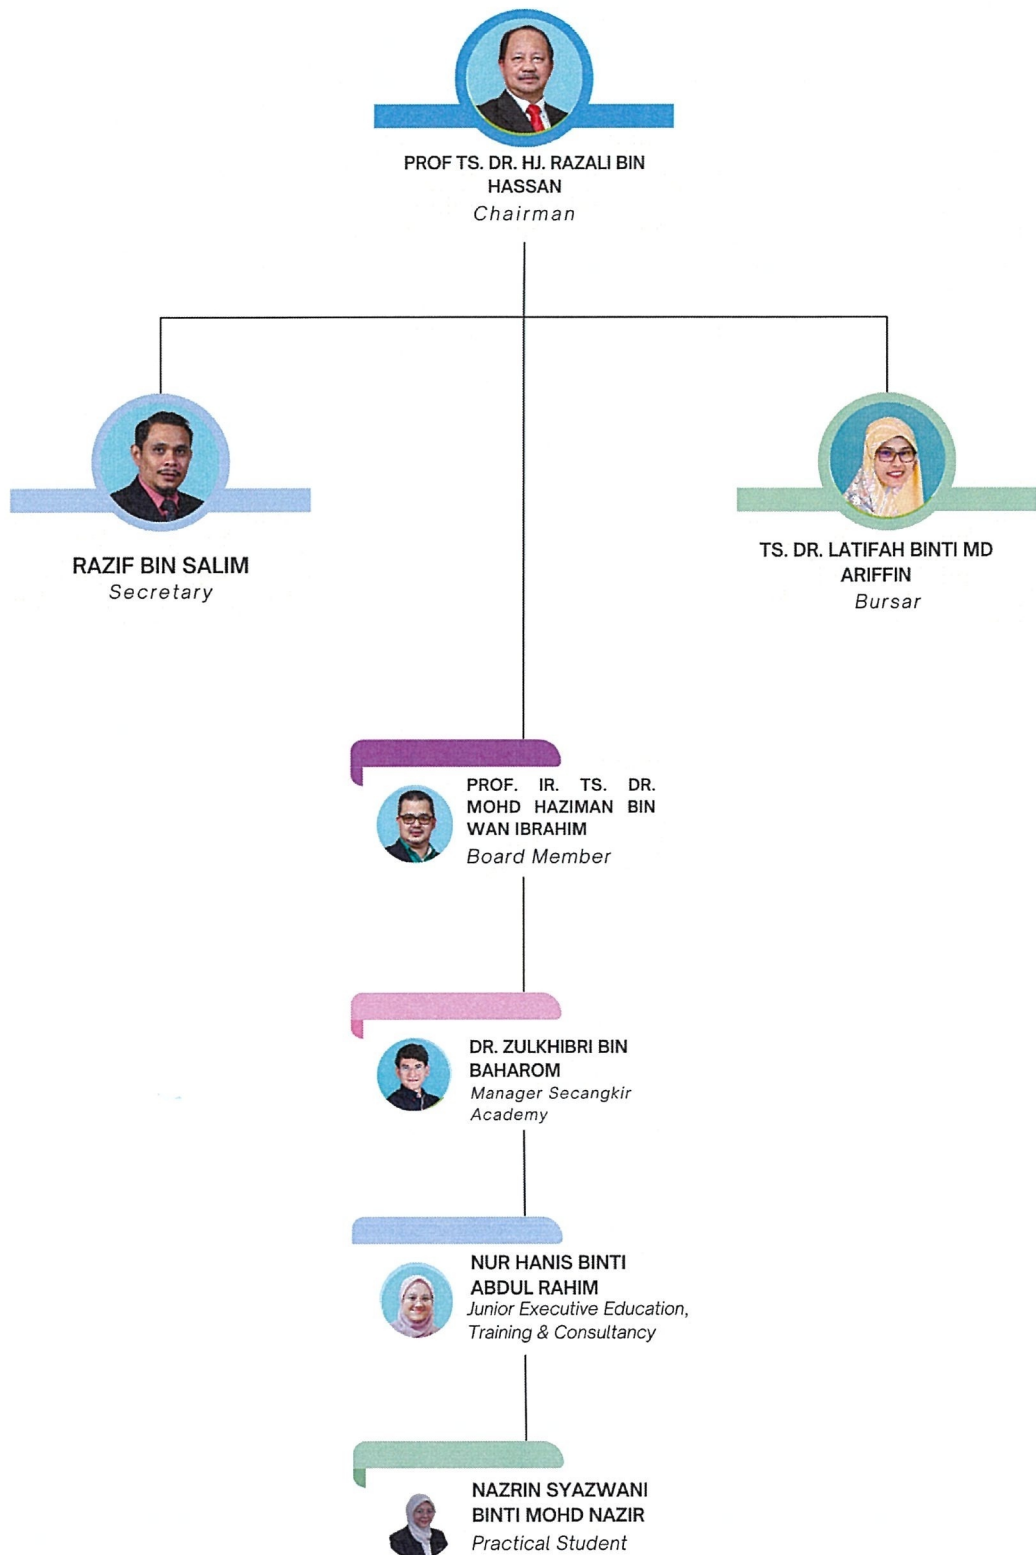 PROF TS. DR. HJ. RAZALI BIN
HASSAN
Chairman
RAZIF BIN SALIM
Secretary
TS. DR. LATIFAH BINTI MD
ARIFFIN
Bursar
PROF. IR. TS. DR.
MOHD HAZIMAN BIN
WAN IBRAHIM
Board Member
DR. ZULKHIBRI BIN
BAHAROM
Manager Secangkir
Academy
NUR HANIS BINTI
ABDUL RAHIM
Junior Executive Education,
Training & Consultancy
NAZRIN SYAZWANI
BINTI MOHD NAZIR
Practical Student